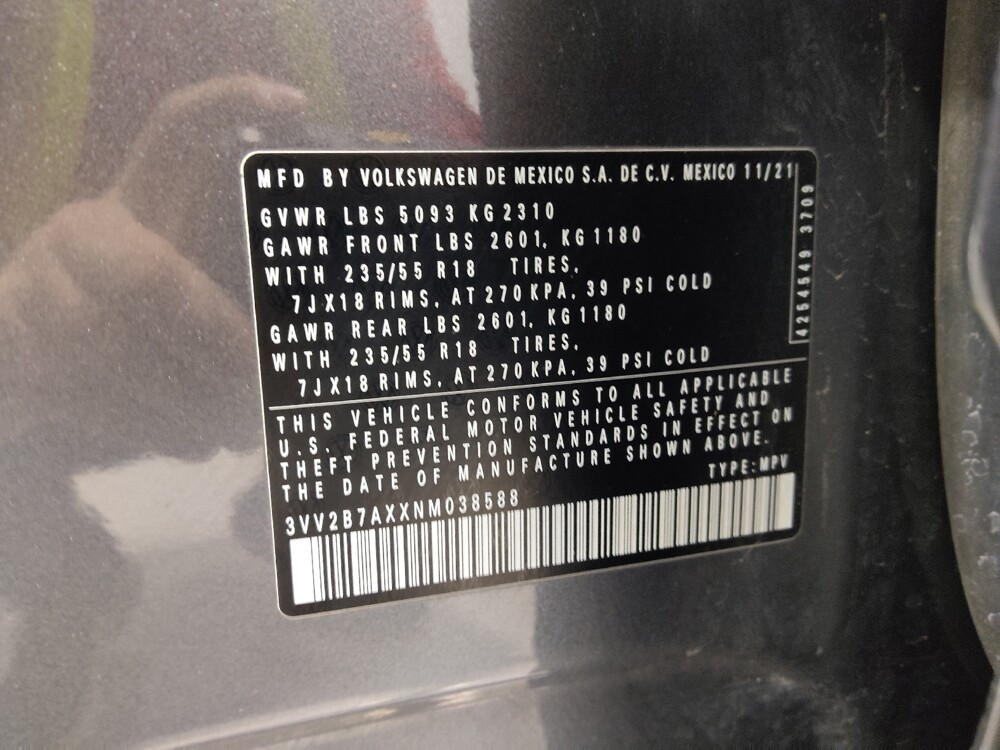 MFD BY VOLKSWAGEN DE MEXICO S.A. DE C.V. MEXICO 11/21
GVWR LBS 5093 KG 2310
GAWR FRONT LBS 2601, KG 1180
WITH 235/55 R18 TIRES,
7JX18 RIMS, AT 270 KPA, 39 PSI COLD
GAWR REAR LBS 2601, KG 1180
WITH 235/55 R18 TIRES,
7JX18 RIMS, AT 270 KPA, 39 PSI COLD
4254549 3709
THIS VEHICLE CONFORMS TO ALL APPLICABLE
U.S. FEDERAL MOTOR VEHICLE SAFETY AND
THEFT PREVENTION STANDARDS IN EFFECT ON
THE DATE OF MANUFACTURE SHOWN ABOVE.
TYPE:MPV
3VV2B7AXXNM038588